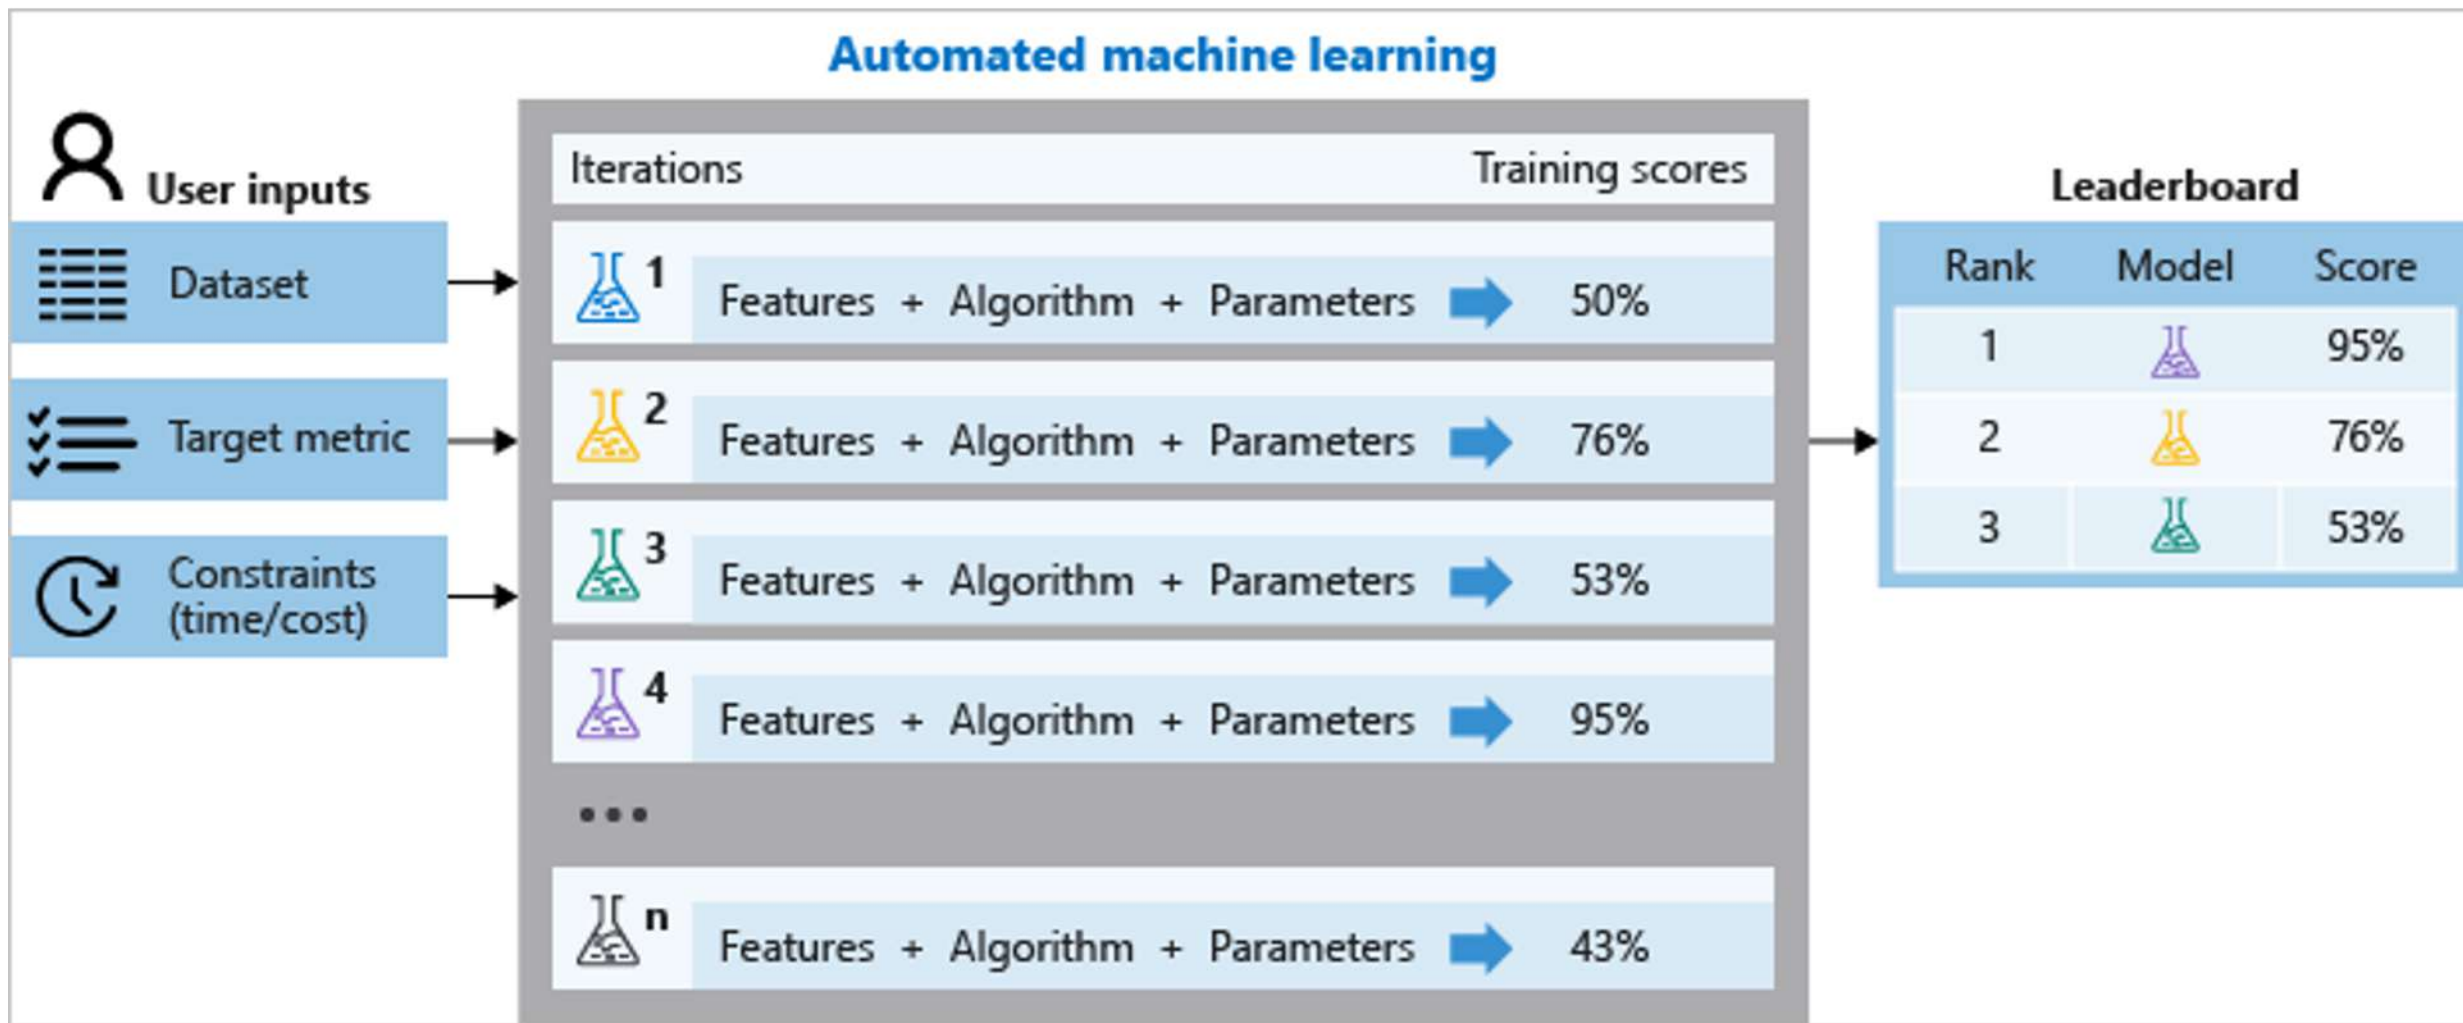 Automated machine learning
User inputs
Dataset
Target metric
Constraints
(time/cost)
Iterations Training scores
1 Features + Algorithm + Parameters 50%
2 Features + Algorithm + Parameters 76%
3 Features + Algorithm + Parameters 53%
4 Features + Algorithm + Parameters 95%
...
n Features + Algorithm + Parameters 43%
Leaderboard
Rank Model Score
1 95%
2 76%
3 53%